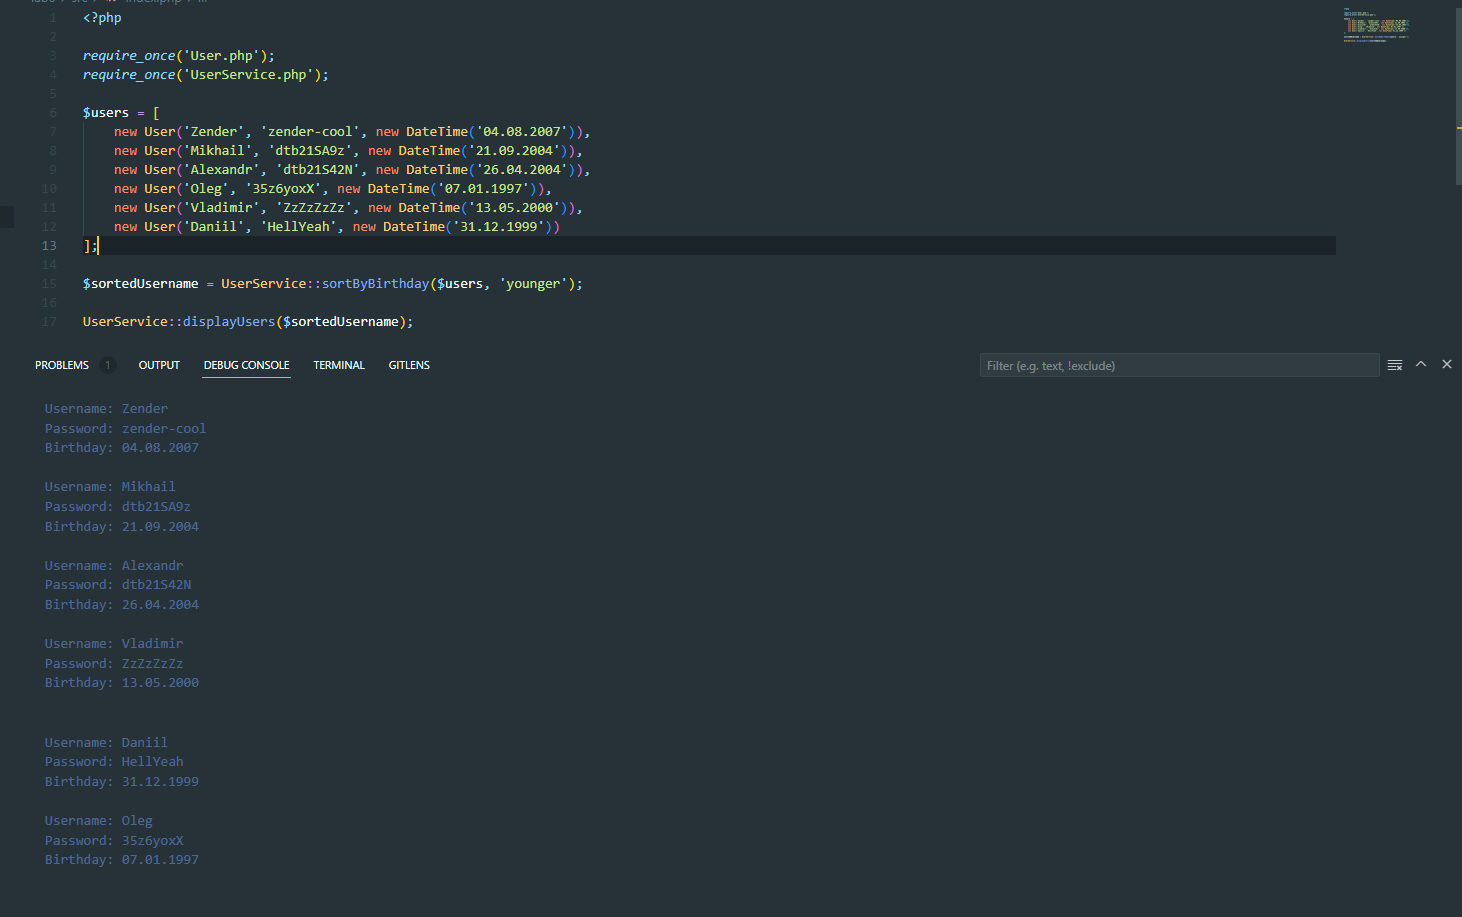 1 <?php
2
3 require_once('User.php');
4 require_once('UserService.php');
5
6 $users = [
7     new User('Zender', 'zender-cool', new DateTime('04.08.2007')),
8     new User('Mikhail', 'dtb21SA9z', new DateTime('21.09.2004')),
9     new User('Alexandr', 'dtb21S42N', new DateTime('26.04.2004')),
10     new User('Oleg', '35z6yoxX', new DateTime('07.01.1997')),
11     new User('Vladimir', 'ZzZzZzZz', new DateTime('13.05.2000')),
12     new User('Daniil', 'HellYeah', new DateTime('31.12.1999'))
13 ];
14
15 $sortedUsername = UserService::sortByBirthday($users, 'younger');
16
17 UserService::displayUsers($sortedUsername);
PROBLEMS 1 OUTPUT DEBUG CONSOLE TERMINAL GITLENS Filter (e.g. text, !exclude)
Username: Zender
Password: zender-cool
Birthday: 04.08.2007
Username: Mikhail
Password: dtb21SA9z
Birthday: 21.09.2004
Username: Alexandr
Password: dtb21S42N
Birthday: 26.04.2004
Username: Vladimir
Password: ZzZzZzZz
Birthday: 13.05.2000
Username: Daniil
Password: HellYeah
Birthday: 31.12.1999
Username: Oleg
Password: 35z6yoxX
Birthday: 07.01.1997